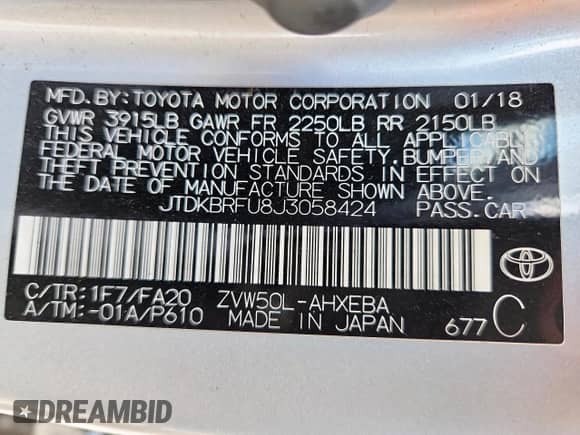 MFD.BY:TOYOTA MOTOR CORPORATION 01/18
GVWR 3915LB GAWR FR 2250LB RR 2150LB
THIS VEHICLE CONFORMS TO ALL APPLICABLE
FEDERAL MOTOR VEHICLE SAFETY,BUMPER,AND
THEFT PREVENTION STANDARDS IN EFFECT ON
THE DATE OF MANUFACTURE SHOWN ABOVE.
JTDKBRFU8J3058424 PASS.CAR
C/TR:1F7/FA20 ZVW50L-AHXEBA
A/TM:-01A/P610 MADE IN JAPAN 677 C
DREAMBID